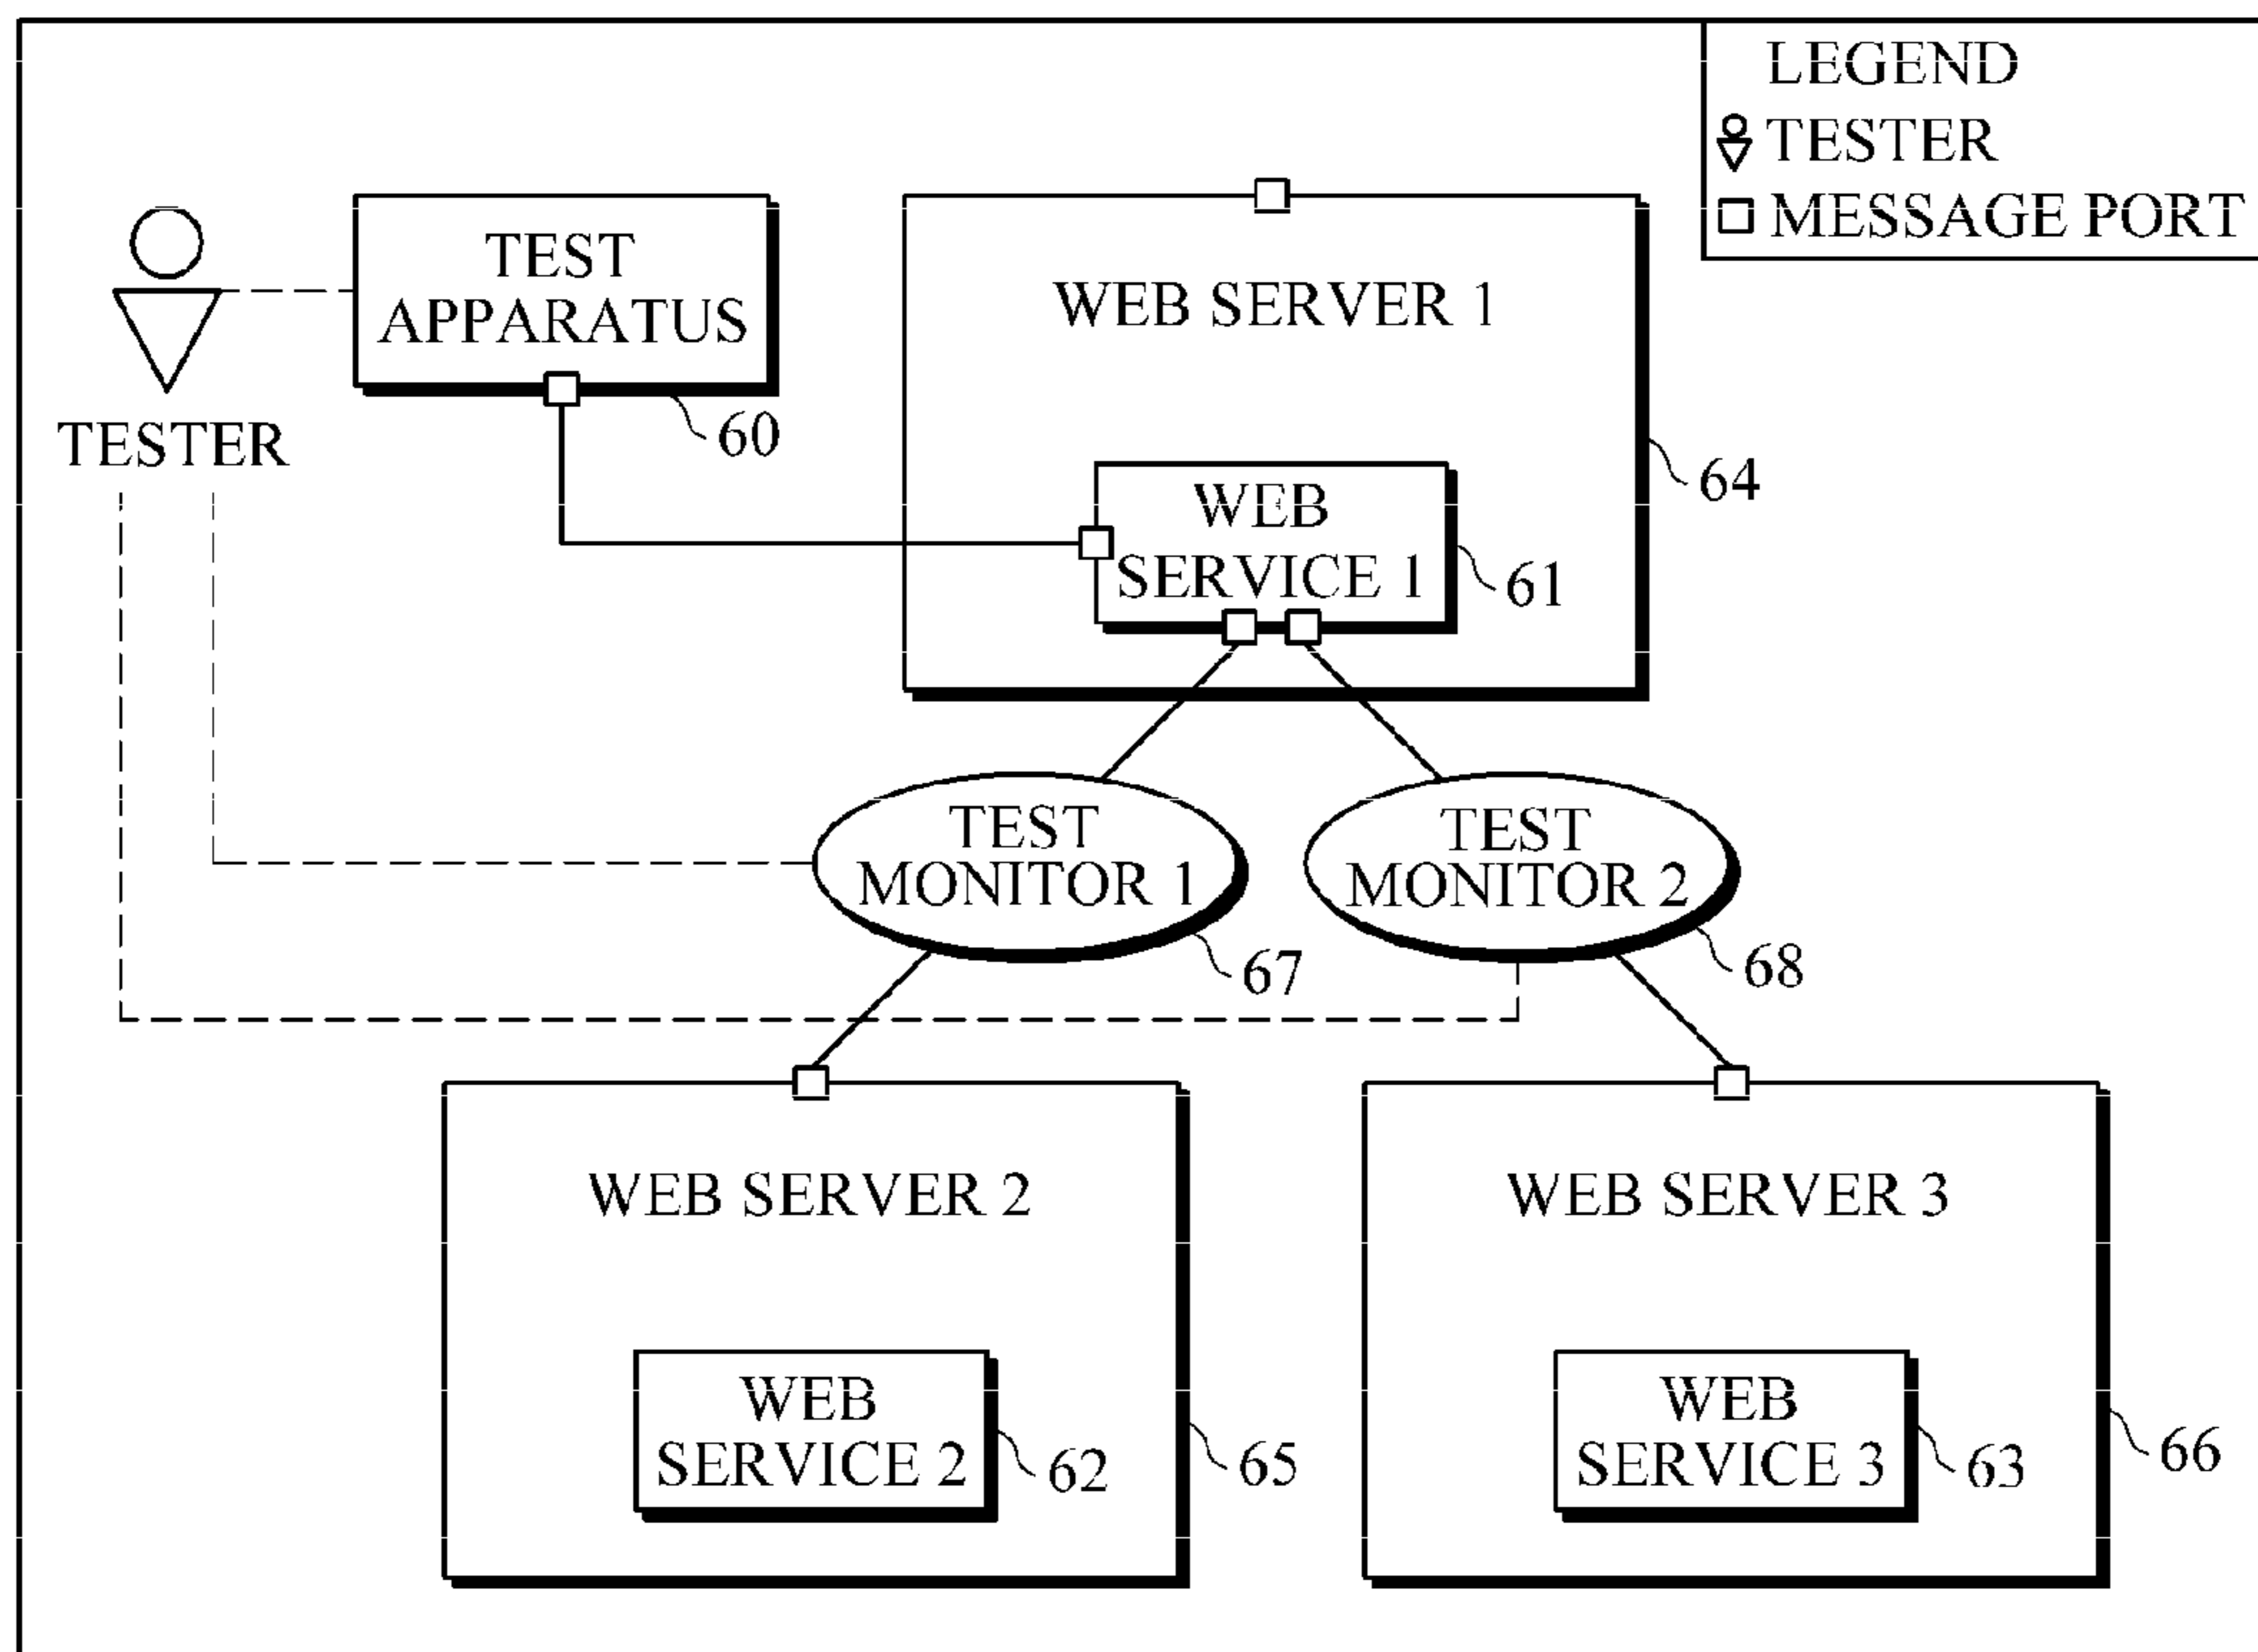 LEGEND
TESTER
MESSAGE PORT
TEST
APPARATUS
60
TESTER
WEB SERVER 1
64
WEB
SERVICE 1
61
TEST
MONITOR 1
67
TEST
MONITOR 2
68
WEB SERVER 2
WEB
SERVICE 2
62
65
WEB SERVER 3
WEB
SERVICE 3
63
66